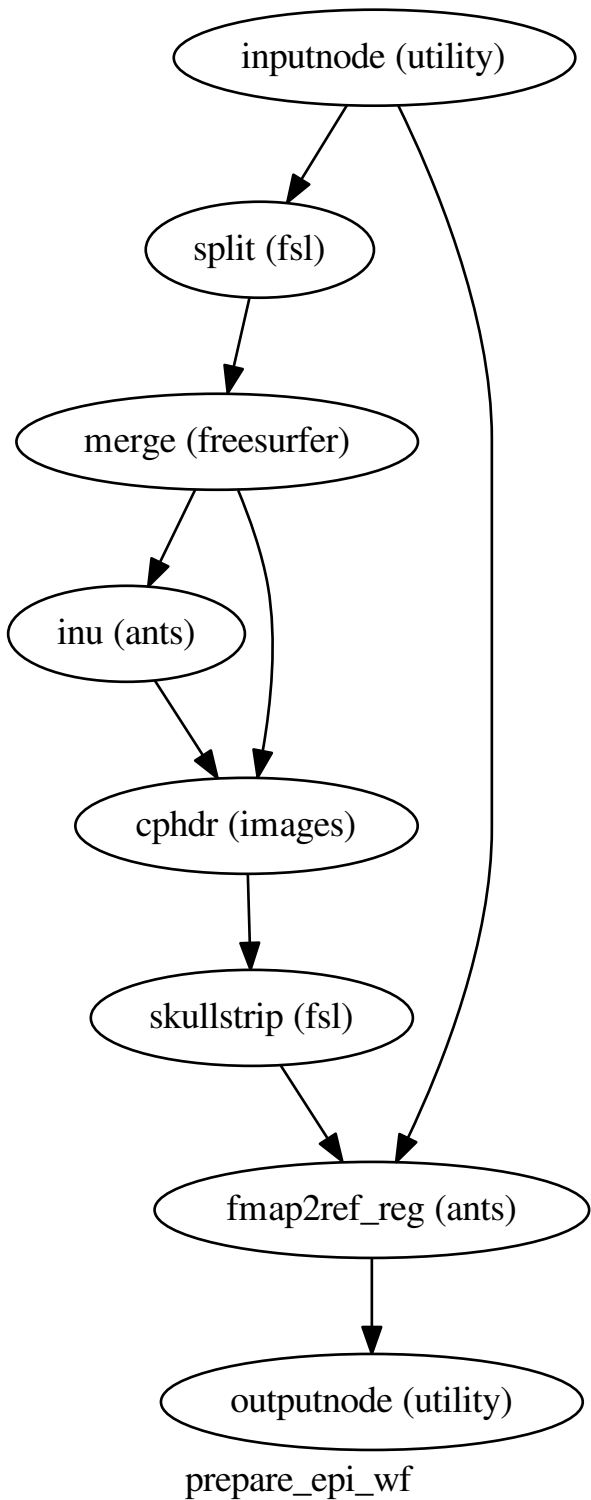 inputnode (utility)
split (fsl)
merge (freesurfer)
inu (ants)
cphdr (images)
skullstrip (fsl)
fmap2ref_reg (ants)
outputnode (utility)
prepare_epi_wf